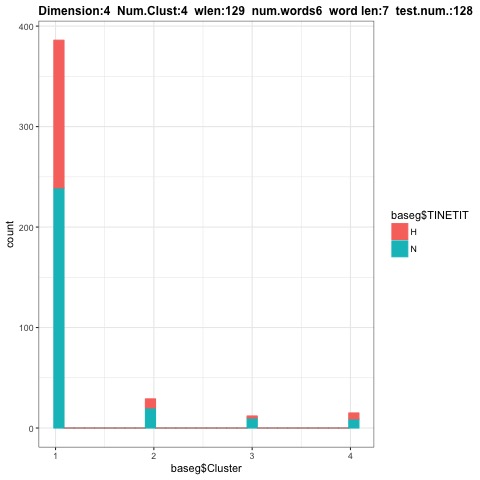 Dimension:4  Num.Clust:4  wlen:129  num.words6  word len:7  test.num.:128
400
300
200
100
0
count
1 2 3 4
baseg$Cluster
baseg$TINETIT
H
N